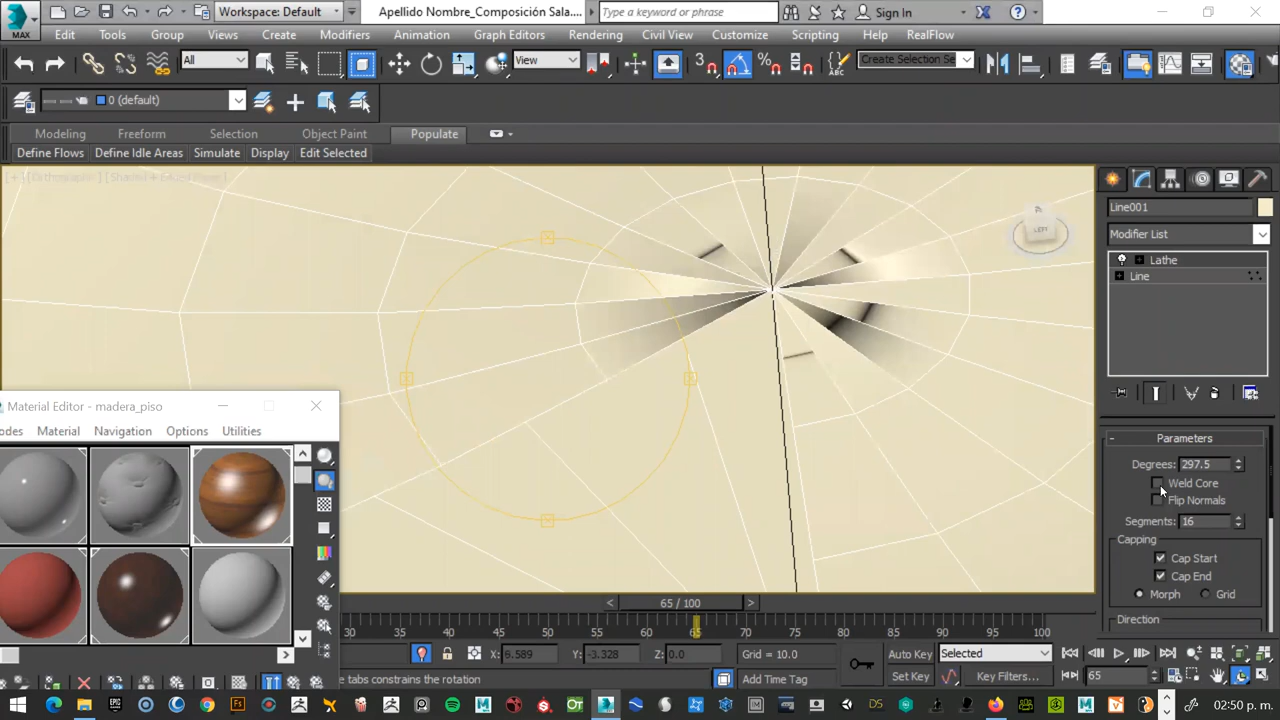 Workspace: Default
Apellido Nombre_Composición Sala....
Type a keyword or phrase
Sign In
MAX
Edit Tools Group Views Create Modifiers Animation Graph Editors Rendering Civil View Customize Scripting Help RealFlow
All
View
Create Selection Se
0 (default)
Modeling Freeform Selection Object Paint Populate
Define Flows Define Idle Areas Simulate Display Edit Selected
LEFT
Line001
Modifier List
Lathe
Line
Material Editor - madera_piso
odes Material Navigation Options Utilities
Parameters
Degrees: 297.5
Weld Core
Flip Normals
Segments: 16
Capping
Cap Start
Cap End
Morph Grid
Direction
65 / 100
30 35 40 45 50 55 60 65 70 75 80 85 90 95 100
X: 6.589 Y: -3.328 Z: 0.0 Grid = 10.0 Auto Key Selected
e tabs constrains the rotation Add Time Tag Set Key Key Filters... 65
02:50 p. m.